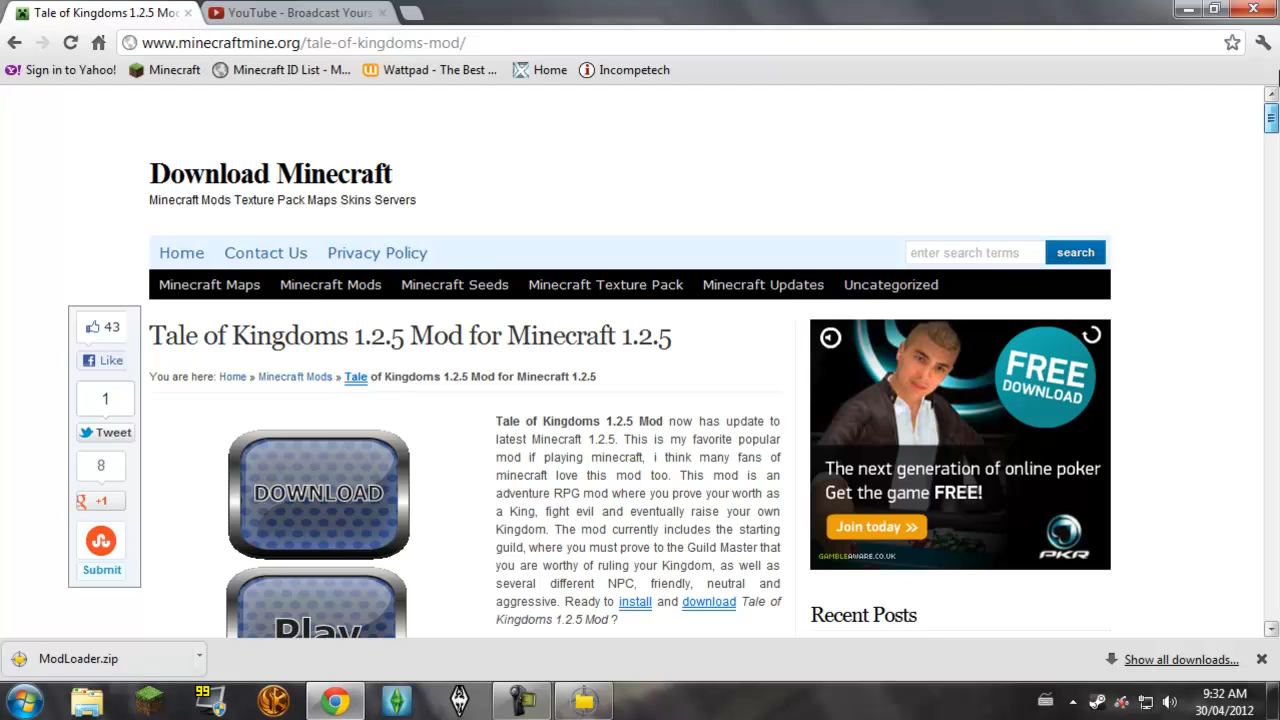 Tale of Kingdoms 1.2.5 Moc
YouTube - Broadcast Yours
www.minecraftmine.org/tale-of-kingdoms-mod/
Sign in to Yahoo!
Minecraft
Minecraft ID List - M...
Wattpad - The Best ...
Home
Incompetech
Download Minecraft
Minecraft Mods Texture Pack Maps Skins Servers
Home
Contact Us
Privacy Policy
enter search terms
search
Minecraft Maps
Minecraft Mods
Minecraft Seeds
Minecraft Texture Pack
Minecraft Updates
Uncategorized
43
Like
1
Tweet
8
+1
Submit
Tale of Kingdoms 1.2.5 Mod for Minecraft 1.2.5
You are here: Home » Minecraft Mods » Tale of Kingdoms 1.2.5 Mod for Minecraft 1.2.5
DOWNLOAD
Play
Tale of Kingdoms 1.2.5 Mod now has update to
latest Minecraft 1.2.5. This is my favorite popular
mod if playing minecraft, i think many fans of
minecraft love this mod too. This mod is an
adventure RPG mod where you prove your worth as
a King, fight evil and eventually raise your own
Kingdom. The mod currently includes the starting
guild, where you must prove to the Guild Master that
you are worthy of ruling your Kingdom, as well as
several different NPC, friendly, neutral and
aggressive. Ready to install and download Tale of
Kingdoms 1.2.5 Mod ?
FREE
DOWNLOAD
The next generation of online poker
Get the game FREE!
Join today »
GAMBLEAWARE.CO.UK
PKR
Recent Posts
ModLoader.zip
Show all downloads...
99
9:32 AM
30/04/2012